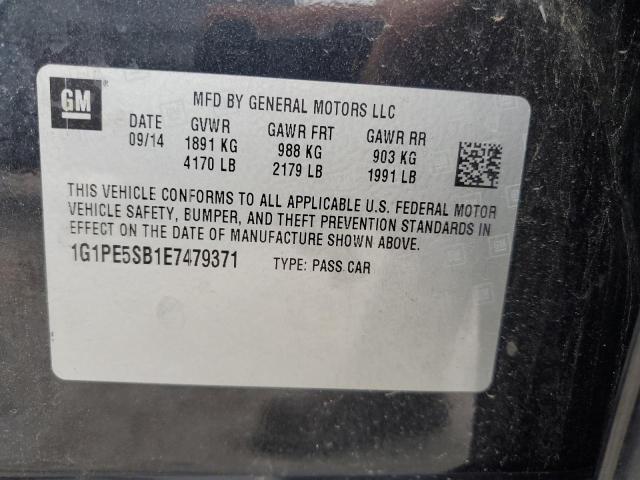 GM
MFD BY GENERAL MOTORS LLC
DATE GVWR GAWR FRT GAWR RR
09/14 1891 KG 988 KG 903 KG
4170 LB 2179 LB 1991 LB
THIS VEHICLE CONFORMS TO ALL APPLICABLE U.S. FEDERAL MOTOR
VEHICLE SAFETY, BUMPER, AND THEFT PREVENTION STANDARDS IN
EFFECT ON THE DATE OF MANUFACTURE SHOWN ABOVE.
1G1PE5SB1E7479371 TYPE: PASS CAR